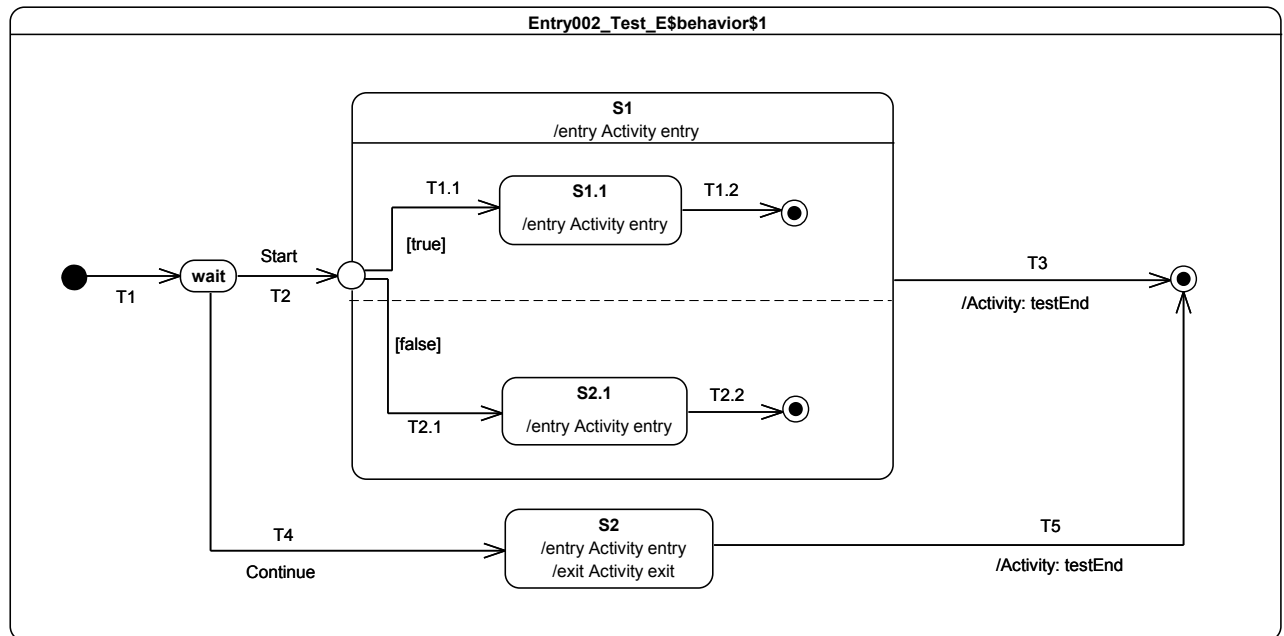 Entry002_Test_E$behavior$1
S1
/entry Activity entry
T1.1
S1.1
/entry Activity entry
T1.2
[true]
Start
wait
T1
T2
T3
/Activity: testEnd
[false]
S2.1
/entry Activity entry
T2.2
T2.1
T4
Continue
S2
/entry Activity entry
/exit Activity exit
T5
/Activity: testEnd